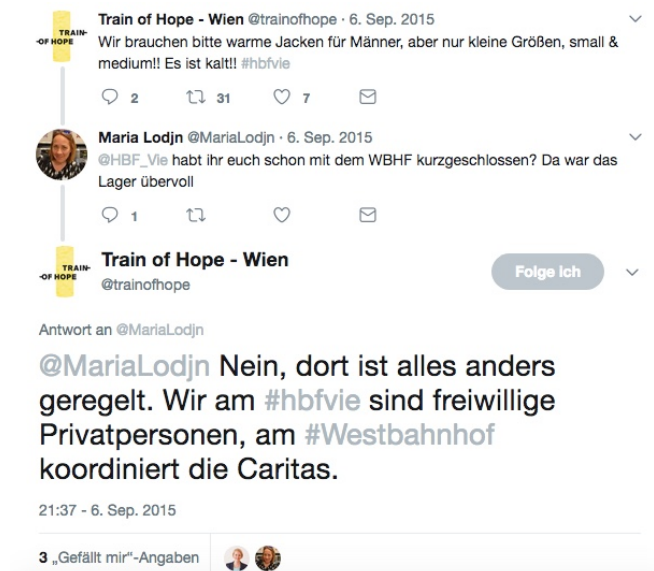 TRAIN-
-OF HOPE
Train of Hope - Wien @trainofhope · 6. Sep. 2015
Wir brauchen bitte warme Jacken für Männer, aber nur kleine Größen, small &
medium!! Es ist kalt!! #hbfvie
2 31 7
Maria Lodjn @MariaLodjn · 6. Sep. 2015
@HBF_Vie habt ihr euch schon mit dem WBHF kurzgeschlossen? Da war das
Lager übervoll
1
TRAIN-
-OF HOPE
Train of Hope - Wien
@trainofhope
Folge ich
Antwort an @MariaLodjn
@MariaLodjn Nein, dort ist alles anders
geregelt. Wir am #hbfvie sind freiwillige
Privatpersonen, am #Westbahnhof
koordiniert die Caritas.
21:37 - 6. Sep. 2015
3 „Gefällt mir“-Angaben